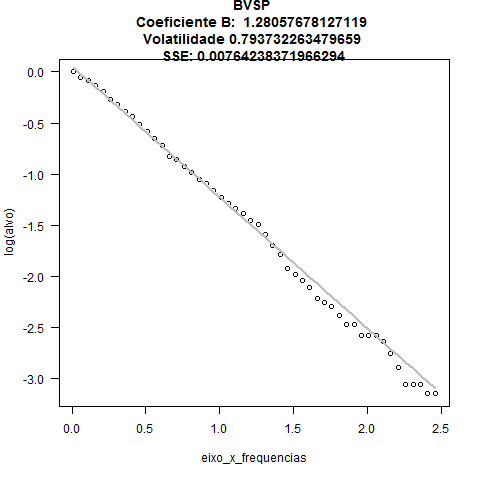 BVSP
Coeficiente B:  1.28057678127119
Volatilidade 0.793732263479659
SSE: 0.00764238371966294
log(alvo)
0.0
-0.5
-1.0
-1.5
-2.0
-2.5
-3.0
0.0 0.5 1.0 1.5 2.0 2.5
eixo_x_frequencias